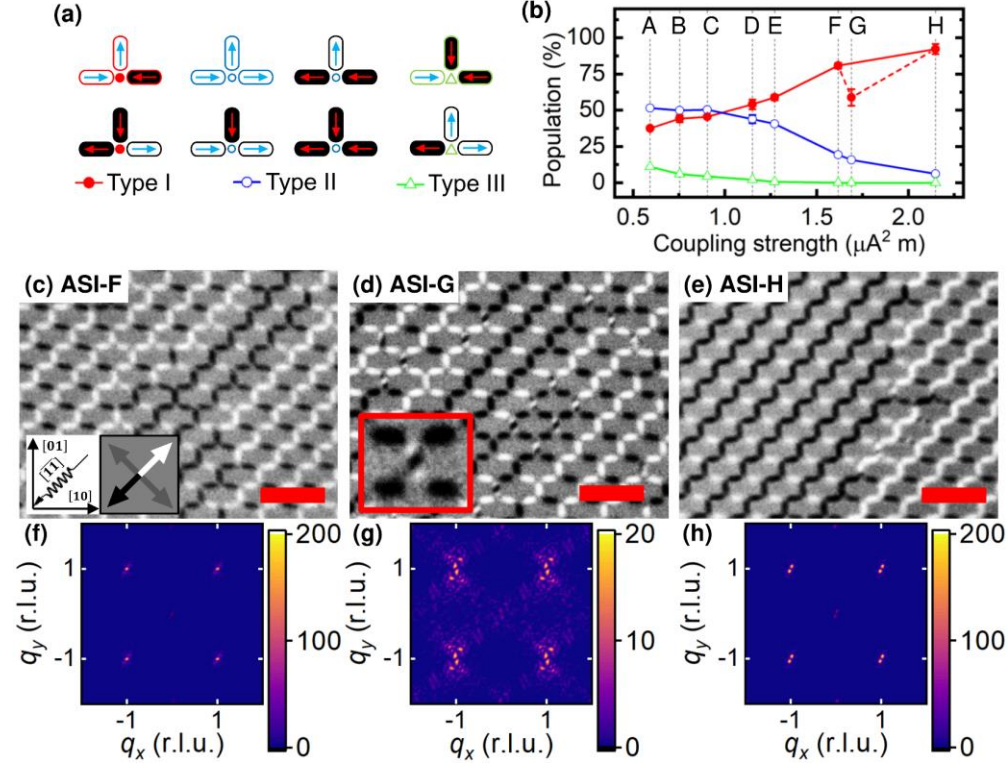 (a)
Type I
Type II
Type III
(b)
Population (%)
100
75
50
25
0
A B C D E F G H
0.5 1.0 1.5 2.0
Coupling strength (μA² m)
(c) ASI-F
[01]
[11]
[10]
(d) ASI-G
(e) ASI-H
(f)
1
-1
qy (r.l.u.)
-1 1
qx (r.l.u.)
200
100
0
(g)
1
-1
qy (r.l.u.)
-1 1
qx (r.l.u.)
20
10
0
(h)
1
-1
qy (r.l.u.)
-1 1
qx (r.l.u.)
200
100
0